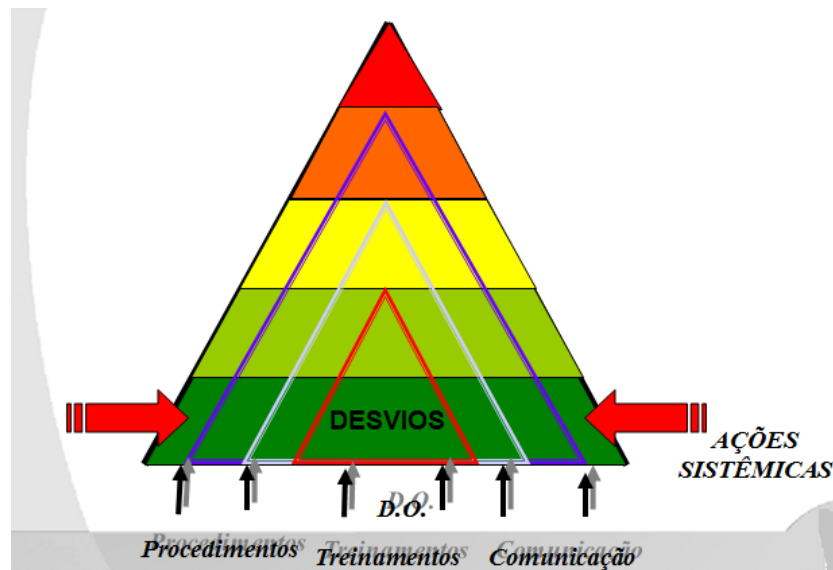 DESVIOS
AÇÕES
SISTÊMICAS
D.O.
Procedimentos
Treinamentos
Comunicação